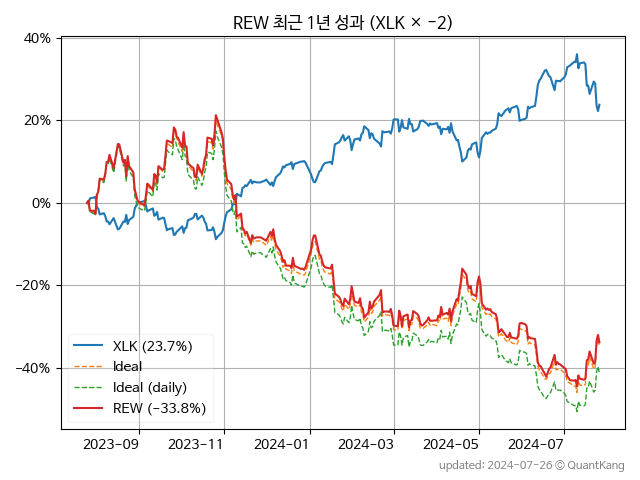 REW 최근 1년 성과 (XLK × −2)
40%
20%
0%
−20%
−40%
XLK (23.7%)
Ideal
Ideal (daily)
REW (−33.8%)
2023−09
2023−11
2024−01
2024−03
2024−05
2024−07
updated: 2024-07-26 © QuantKang